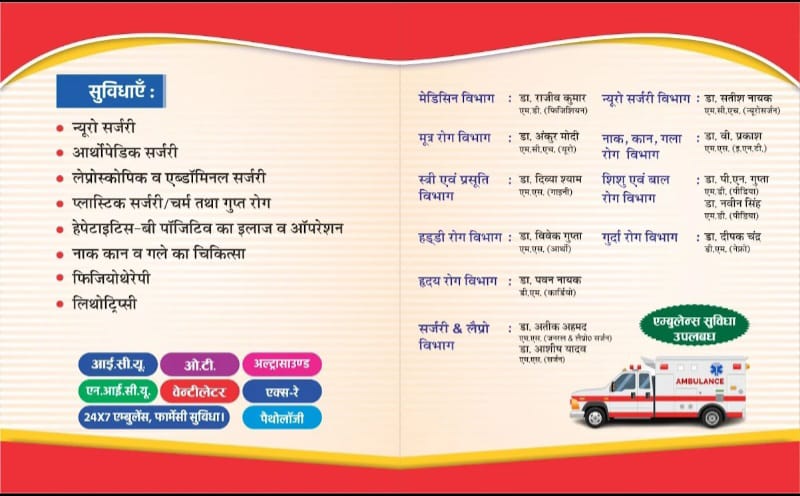 सुविधाएँ :
• न्यूरो सर्जरी
• आर्थोपेडिक सर्जरी
• लेप्रोस्कोपिक व एब्डॉमिनल सर्जरी
• प्लास्टिक सर्जरी/चर्म तथा गुप्त रोग
• हेपेटाइटिस-बी पॉजिटिव का इलाज व ऑपरेशन
• नाक कान व गले का चिकित्सा
• फिजियोथेरेपी
• लिथोट्रिप्सी
आई.सी.यू. ओ.टी. अल्ट्रासाउण्ड
एन.आई.सी.यू. वेन्टीलेटर एक्स-रे
24X7 एम्बुलेंस, फार्मेसी सुविधा। पैथोलॉजी
मेडिसिन विभाग : डा. राजीव कुमार
एम.डी. (फिजिशियन)
मूत्र रोग विभाग : डा. अंकुर मोदी
एम.सी.एच. (यूरो)
स्त्री एवं प्रसूति : डा. दिव्या श्याम
विभाग एम.एस. (गाइनी)
हड्डी रोग विभाग : डा. विवेक गुप्ता
एम.एस. (आर्थो)
हृदय रोग विभाग : डा. पवन नायक
डी.एम. (कार्डियो)
सर्जरी & लैप्रो : डा. अतीक अहमद
विभाग एम.एस. (जनरल & लैप्रो० सर्जन)
डा. आशीष यादव
एम.एस. (सर्जन)
न्यूरो सर्जरी विभाग : डा. सतीश नायक
एम.सी.एच. (न्यूरोसर्जन)
नाक, कान, गला : डा. वी. प्रकाश
रोग विभाग एम.एस. (इ.एन.टी.)
शिशु एवं बाल : डा. पी.एन. गुप्ता
रोग विभाग एम.डी. (पीडिया)
डा. नवीन सिंह
एम.डी. (पीडिया)
गुर्दा रोग विभाग : डा. दीपक चंद्र
डी.एम. (नेफ्रो)
एम्बुलेन्स सुविधा
उपलबध
AMBULANCE